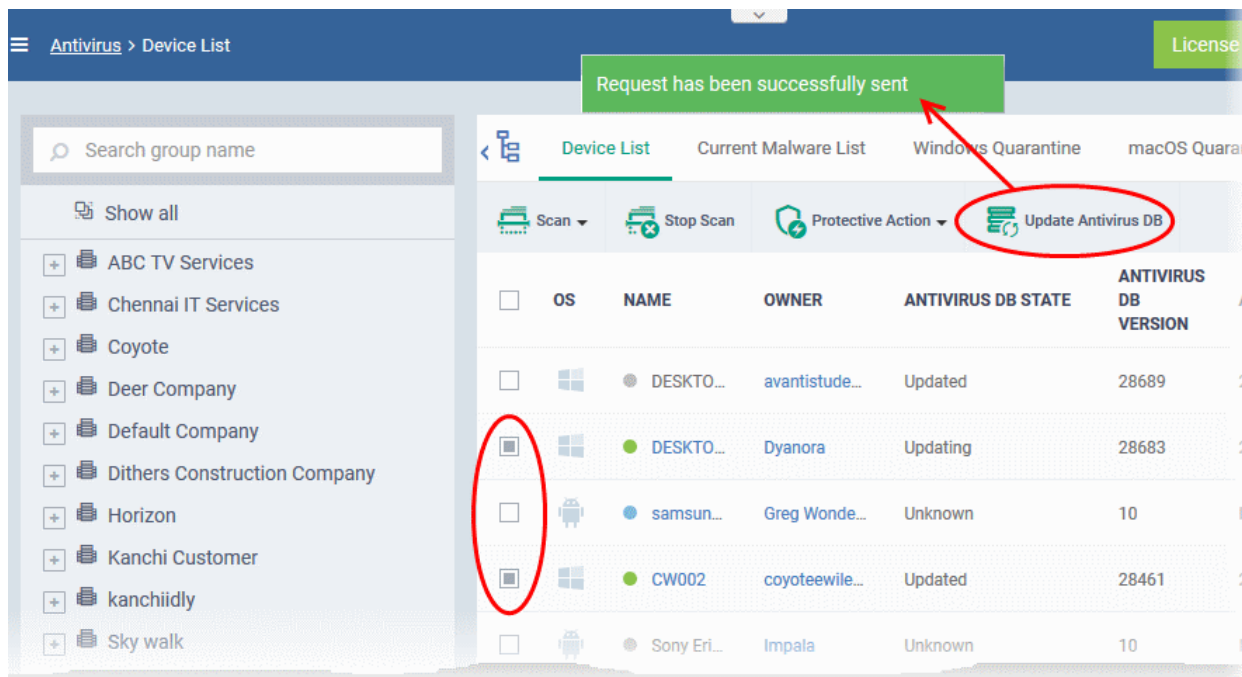 Antivirus > Device List
License
Request has been successfully sent
Search group name
Show all
ABC TV Services
Chennai IT Services
Coyote
Deer Company
Default Company
Dithers Construction Company
Horizon
Kanchi Customer
kanchiidly
Sky walk
Device List Current Malware List Windows Quarantine macOS Quara
Scan Stop Scan Protective Action Update Antivirus DB
OS NAME OWNER ANTIVIRUS DB STATE ANTIVIRUS
DB
VERSION
DESKTO... avantistude... Updated 28689
DESKTO... Dyanora Updating 28683
samsun... Greg Wonde... Unknown 10
CW002 coyoteewile... Updated 28461
Sony Eri... Impala Unknown 10